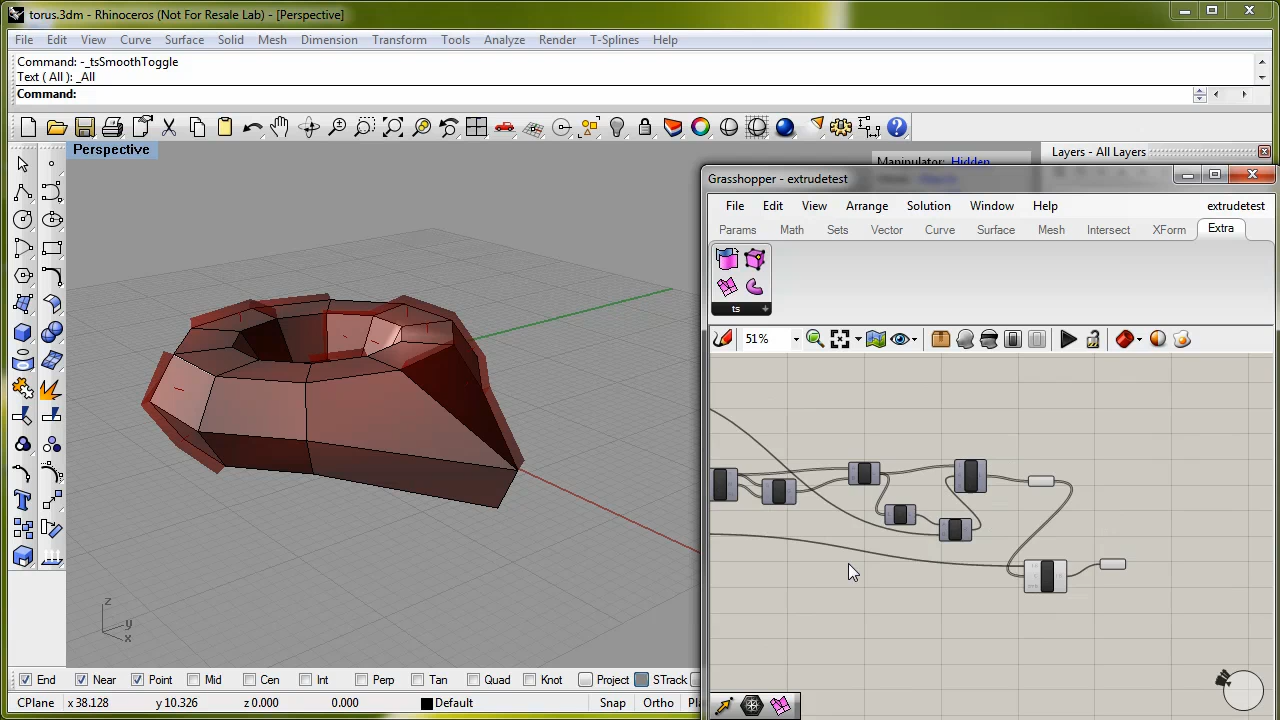 torus.3dm - Rhinoceros (Not For Resale Lab) - [Perspective]
File Edit View Curve Surface Solid Mesh Dimension Transform Tools Analyze Render T-Splines Help
Command: -_tsSmoothToggle
Text ( All ): _All
Command:
Perspective
Manipulator: Hidden
Layers - All Layers
Grasshopper - extrudetest
File Edit View Arrange Solution Window Help extrudetest
Params Math Sets Vector Curve Surface Mesh Intersect XForm Extra
ts
51%
z
y
x
End Near Point Mid Cen Int Perp Tan Quad Knot Project STrack
CPlane x 38.128 y 10.326 z 0.000 0.000 Default Snap Ortho